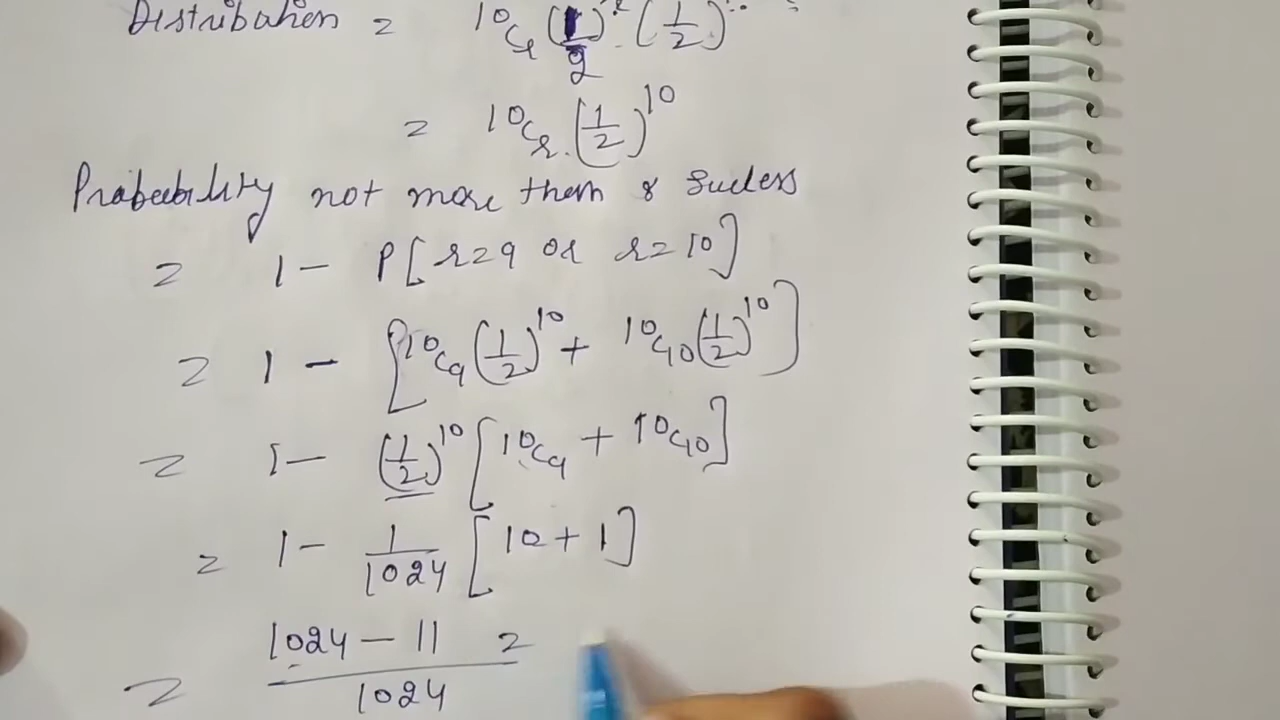 Distribution = ¹⁰Cᵣ (1/2)ʳ · (1/2)¹⁰
= ¹⁰Cᵣ · (1/2)¹⁰
Probability not more them 8 Success
= 1 - P[r=9 or r=10]
= 1 - [¹⁰C₉ (1/2)¹⁰ + ¹⁰C₁₀ (1/2)¹⁰]
= 1 - (1/2)¹⁰ [¹⁰C₉ + ¹⁰C₁₀]
= 1 - 1/1024 [10 + 1]
= (1024 - 11)/1024 =